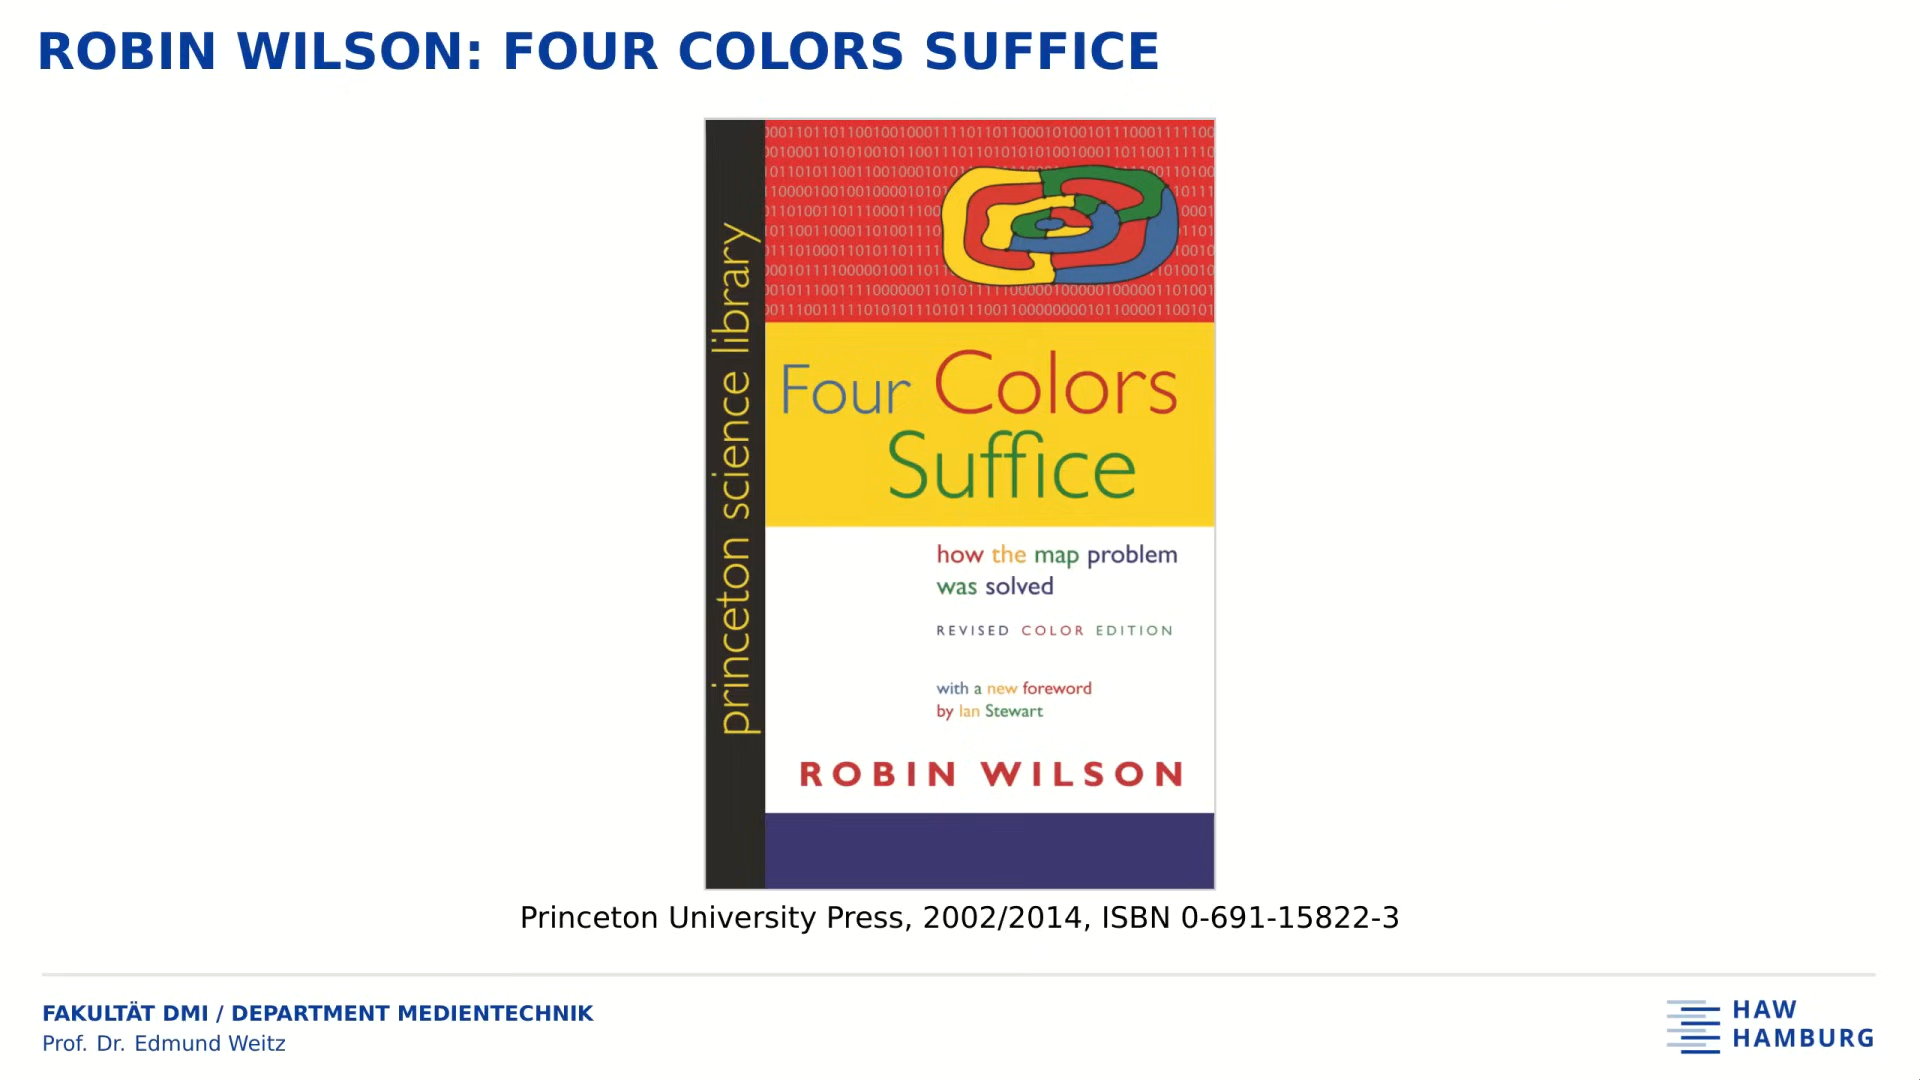 ROBIN WILSON: FOUR COLORS SUFFICE
princeton science library
Four Colors
Suffice
how the map problem
was solved
REVISED COLOR EDITION
with a new foreword
by Ian Stewart
ROBIN WILSON
Princeton University Press, 2002/2014, ISBN 0-691-15822-3
FAKULTÄT DMI / DEPARTMENT MEDIENTECHNIK
Prof. Dr. Edmund Weitz
HAW
HAMBURG